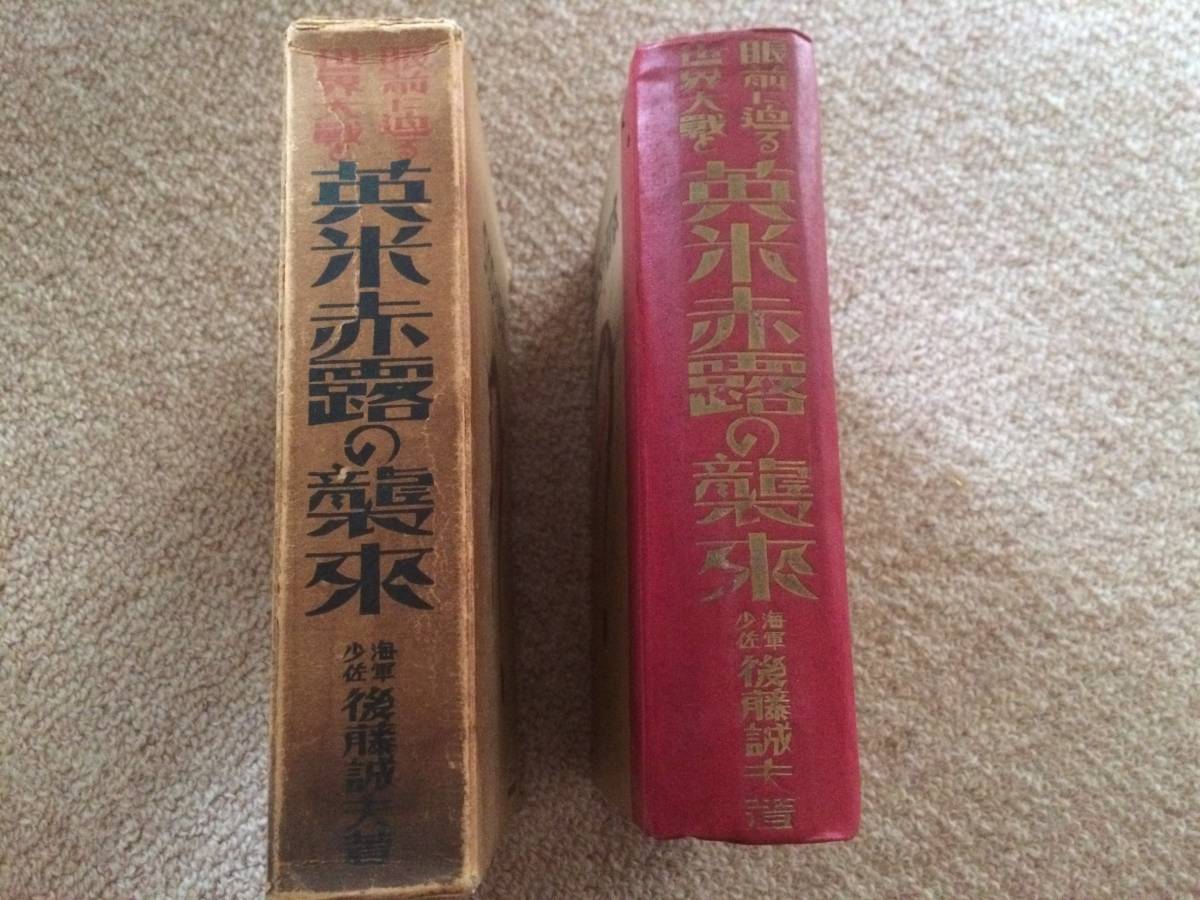 眼前に迫る
世界大戰と
英米赤露の襲來
海軍
少佐
後藤誠夫著
眼前に迫る
世界大戰と
英米赤露の襲來
海軍
少佐
後藤誠夫著